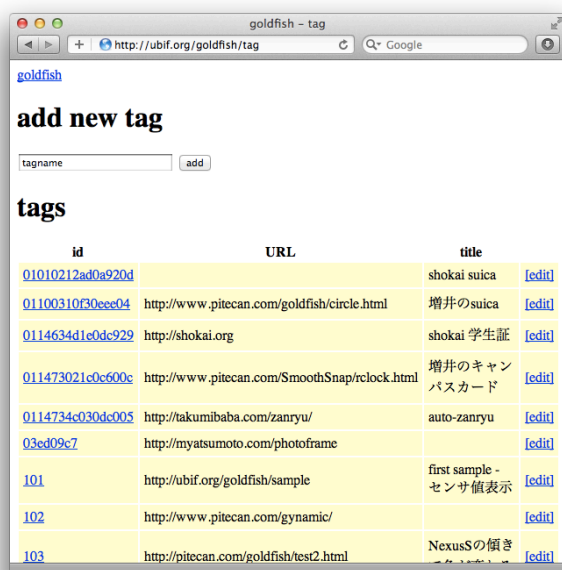 goldfish - tag
http://ubif.org/goldfish/tag
Google
goldfish
add new tag
tagname add
tags
id URL title
01010212ad0a920d shokai suica [edit]
01100310f30eee04 http://www.pitecan.com/goldfish/circle.html 増井のsuica [edit]
0114634d1e0dc929 http://shokai.org shokai 学生証 [edit]
011473021c0c600c http://www.pitecan.com/SmoothSnap/rclock.html 増井のキャン [edit]
パスカード
0114734c030dc005 http://takumibaba.com/zanryu/ auto-zanryu [edit]
03ed09c7 http://myatsumoto.com/photoframe [edit]
101 http://ubif.org/goldfish/sample first sample - [edit]
センサ値表示
102 http://www.pitecan.com/gynamic/ [edit]
103 http://pitecan.com/goldfish/test2.html NexusSの傾き [edit]